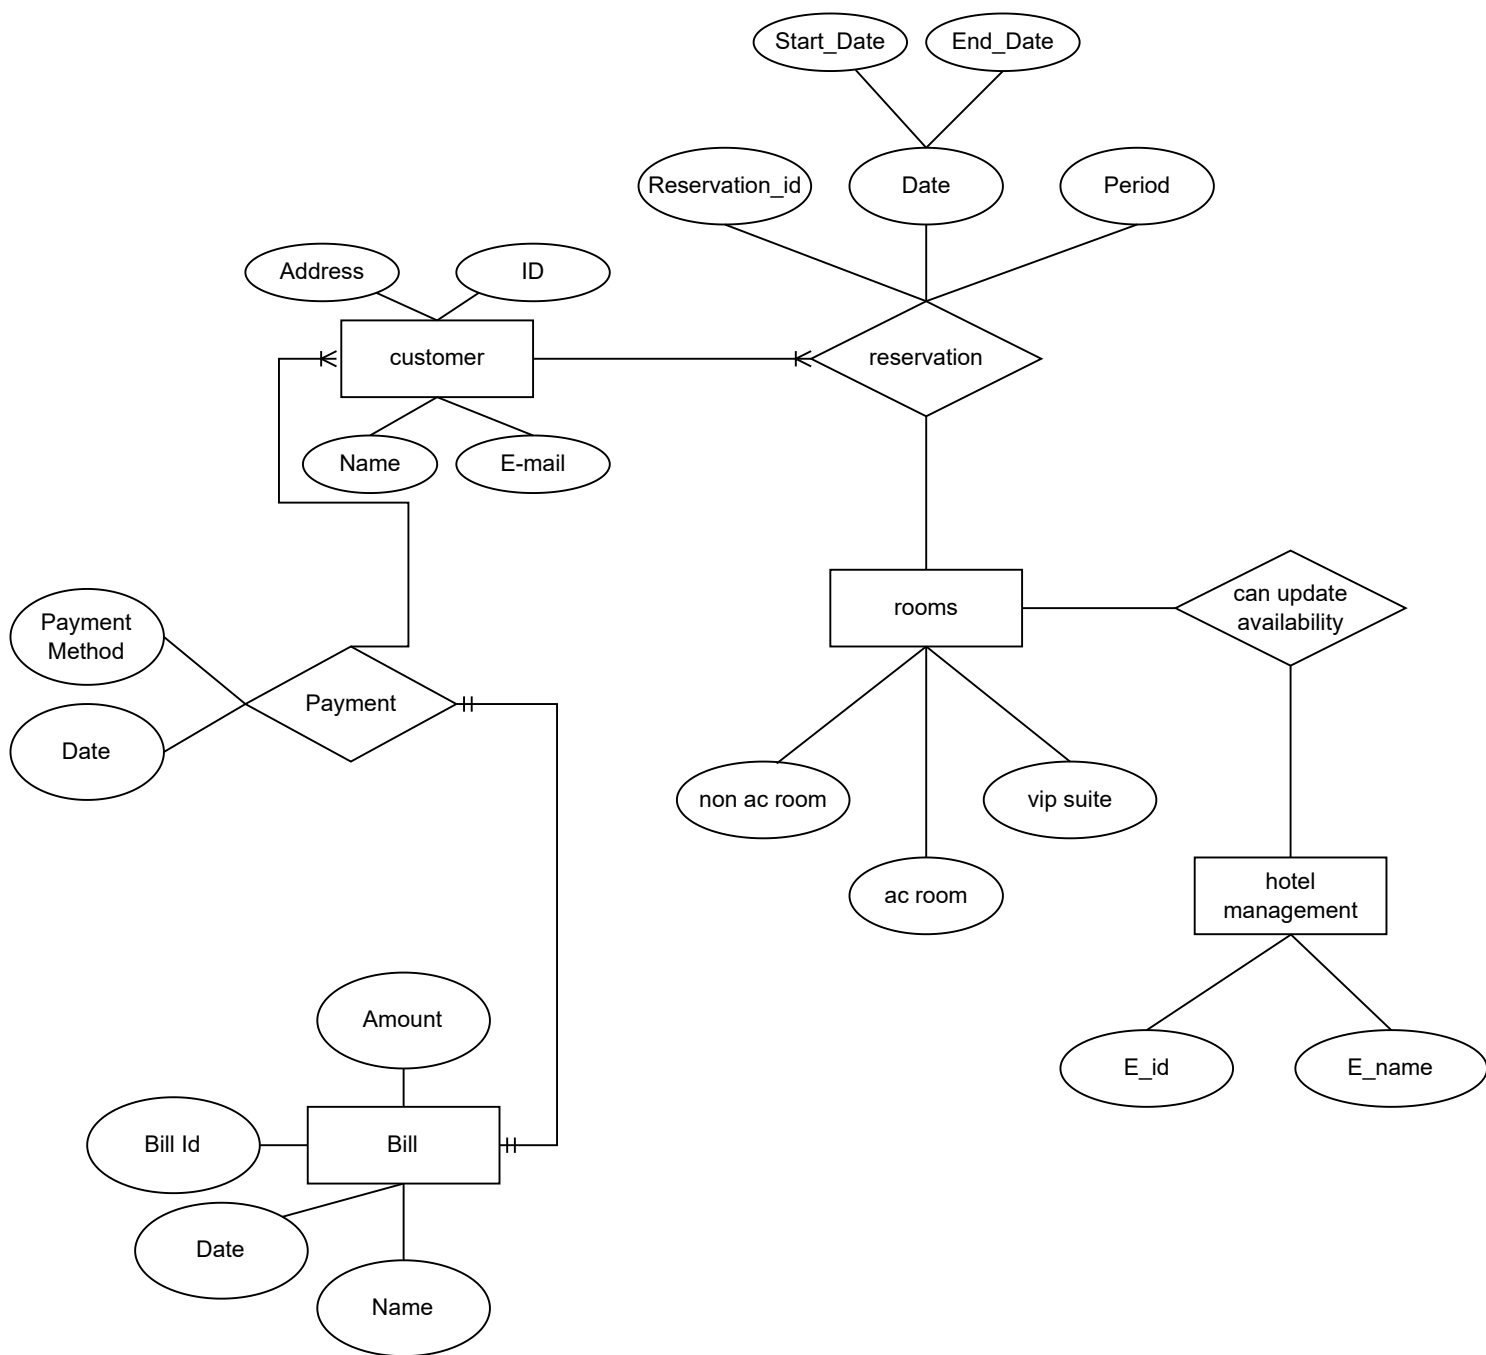 Start_Date
End_Date
Reservation_id
Date
Period
Address
ID
customer
reservation
Name
E-mail
rooms
can update
availability
Payment
Method
Payment
Date
non ac room
vip suite
ac room
hotel
management
Amount
E_id
E_name
Bill Id
Bill
Date
Name